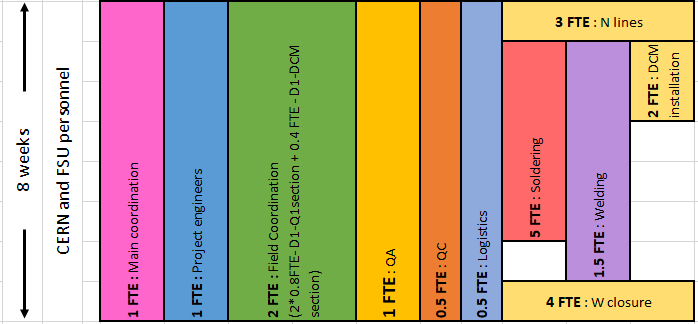 8 weeks
CERN and FSU personnel
1 FTE : Main coordination
1 FTE : Project engineers
2 FTE : Field Coordination
(2*0.8FTE- D1-Q1section + 0.4 FTE - D1-DCM
section)
1 FTE : QA
0.5 FTE : QC
0.5 FTE : Logistics
3 FTE : N lines
5 FTE : Soldering
1.5 FTE : Welding
2 FTE : DCM
installation
4 FTE : W closure